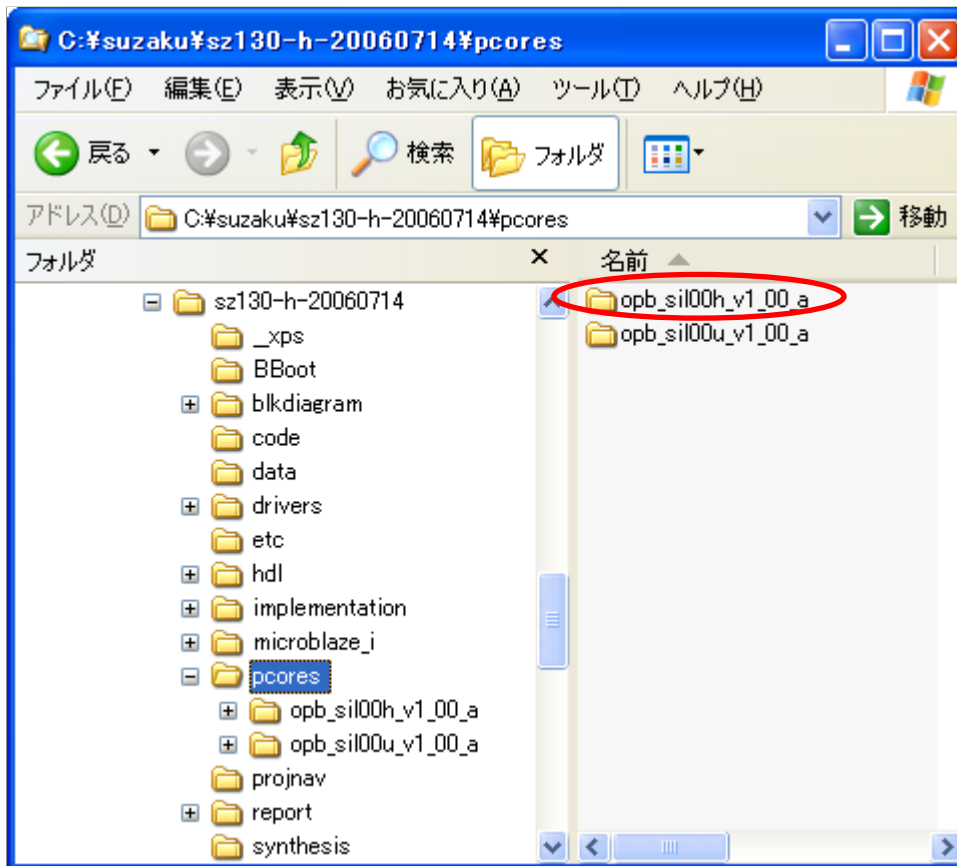 C:¥suzaku¥sz130-h-20060714¥pcores
ファイル(F) 編集(E) 表示(V) お気に入り(A) ツール(T) ヘルプ(H)
戻る 検索 フォルダ
アドレス(D) C:¥suzaku¥sz130-h-20060714¥pcores 移動
フォルダ × 名前
sz130-h-20060714
_xps
BBoot
blkdiagram
code
data
drivers
etc
hdl
implementation
microblaze_i
pcores
opb_sil00h_v1_00_a
opb_sil00u_v1_00_a
projnav
report
synthesis
opb_sil00h_v1_00_a
opb_sil00u_v1_00_a